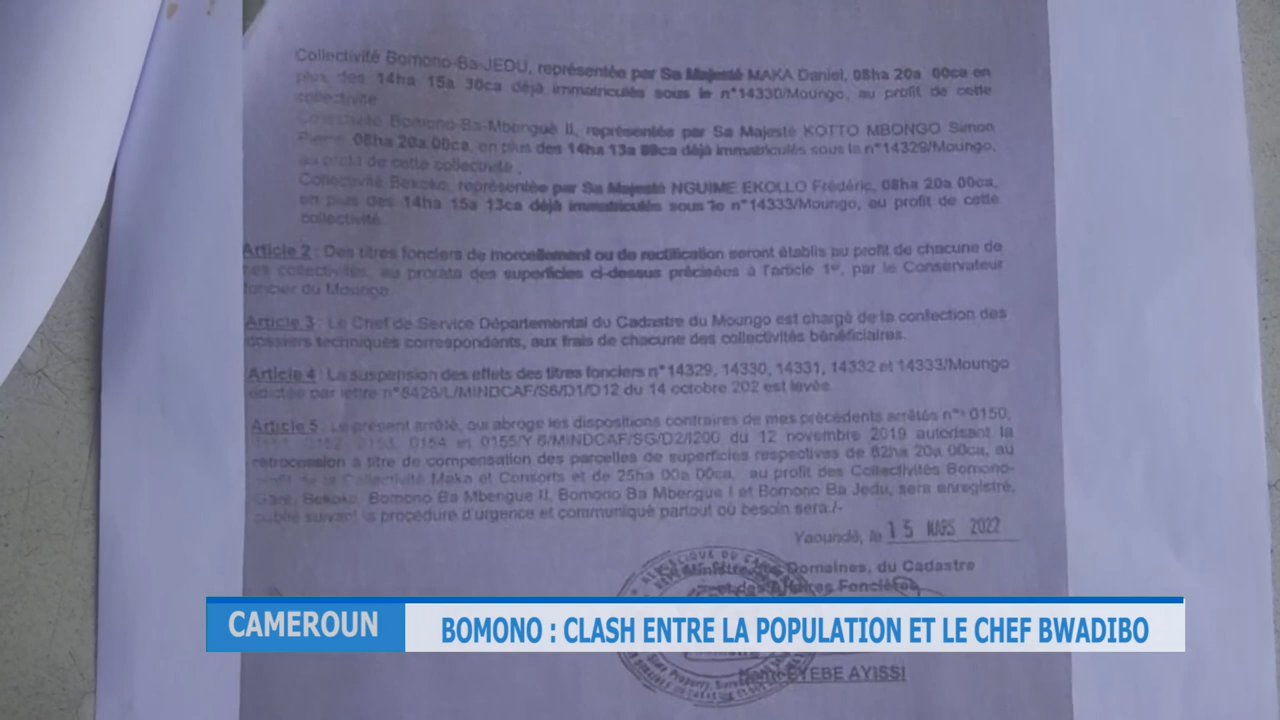 Collectivité Bomono-Ba-JEDU, représentée par Sa Majesté MAKA Daniel, 08ha 20a 00ca en
plus des 14ha 15a 30ca déjà immatriculés sous le n°14330/Moungo, au profit de cette
collectivité
Collectivité Bomono-Ba-Mbengue II, représentée par Sa Majesté KOTTO MBONGO Simon
Pierre, 08ha 20a 00ca, en plus des 14ha 13a 89ca déjà immatriculés sous le n°14329/Moungo,
au profit de cette collectivité ;
Collectivité Bekoko, représentée par Sa Majesté NGUIME EKOLLO Frédéric, 08ha 20a 00ca,
en plus des 14ha 15a 13ca déjà immatriculés sous le n°14333/Moungo, au profit de cette
collectivité.
Article 2 : Des titres fonciers de morcellement ou de rectification seront établis au profit de chacune de
ces collectivités, au prorata des superficies ci-dessus précisées à l'article 1er, par le Conservateur
foncier du Moungo.
Article 3 : Le Chef de Service Départemental du Cadastre du Moungo est chargé de la confection des
dossiers techniques correspondants, aux frais de chacune des collectivités bénéficiaires.
Article 4 : La suspension des effets des titres fonciers n°14329, 14330, 14331, 14332 et 14333/Moungo
édictée par lettre n°8428/L/MINDCAF/S6/D1/D12 du 14 octobre 202 est levée.
Article 5 : Le présent arrêté, qui abroge les dispositions contraires de mes précédents arrêtés n°s 0150,
0152, 0153, 0154 et 0155/Y.6/MINDCAF/SG/D2/I200 du 12 novembre 2019 autorisant la
rétrocession à titre de compensation des parcelles de superficies respectives de 62ha 20a 00ca, au
profit de la Collectivité Maka et Consorts et de 25ha 00a 00ca, au profit des Collectivités Bomono-
Gare, Bekoko, Bomono Ba Mbengue II, Bomono Ba Mbengue I et Bomono Ba Jedu, sera enregistré,
publié suivant la procédure d'urgence et communiqué partout où besoin sera./-
Yaoundé, le 15 MARS 2022
Le Ministre des Domaines, du Cadastre
et des Affaires Foncières
CAMEROUN
BOMONO : CLASH ENTRE LA POPULATION ET LE CHEF BWADIBO
EYEBE AYISSI